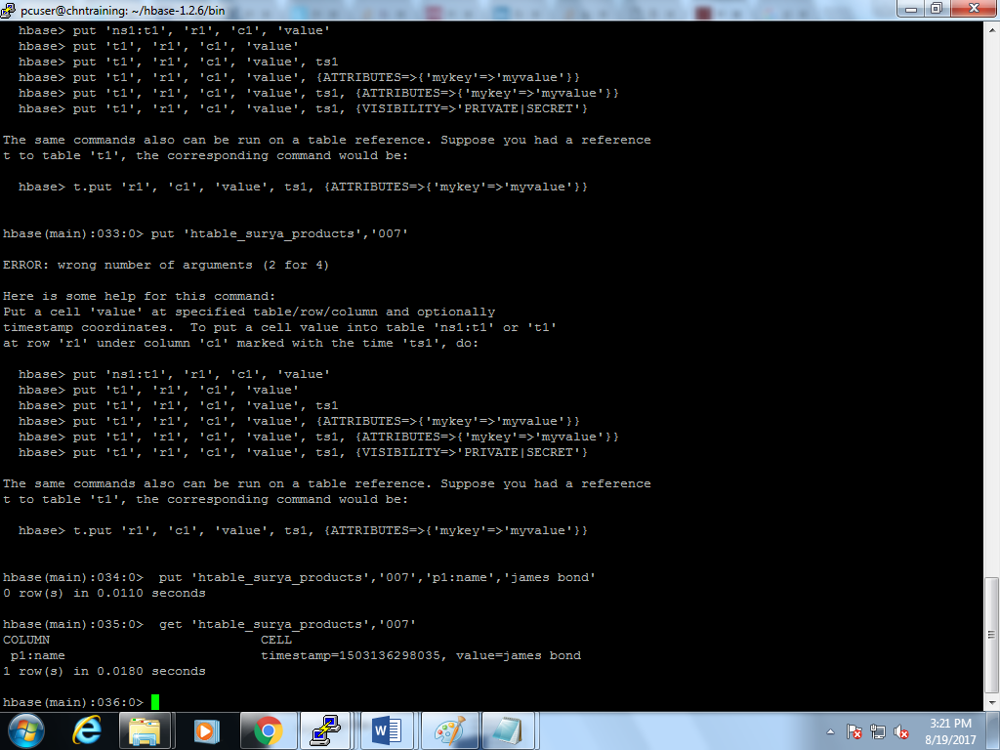 pcuser@chntraining: ~/hbase-1.2.6/bin
hbase> put 'ns1:t1', 'r1', 'c1', 'value'
hbase> put 't1', 'r1', 'c1', 'value'
hbase> put 't1', 'r1', 'c1', 'value', ts1
hbase> put 't1', 'r1', 'c1', 'value', {ATTRIBUTES=>{'mykey'=>'myvalue'}}
hbase> put 't1', 'r1', 'c1', 'value', ts1, {ATTRIBUTES=>{'mykey'=>'myvalue'}}
hbase> put 't1', 'r1', 'c1', 'value', ts1, {VISIBILITY=>'PRIVATE|SECRET'}
The same commands also can be run on a table reference. Suppose you had a reference
t to table 't1', the corresponding command would be:
hbase> t.put 'r1', 'c1', 'value', ts1, {ATTRIBUTES=>{'mykey'=>'myvalue'}}
hbase(main):033:0> put 'htable_surya_products','007'
ERROR: wrong number of arguments (2 for 4)
Here is some help for this command:
Put a cell 'value' at specified table/row/column and optionally
timestamp coordinates.  To put a cell value into table 'ns1:t1' or 't1'
at row 'r1' under column 'c1' marked with the time 'ts1', do:
hbase> put 'ns1:t1', 'r1', 'c1', 'value'
hbase> put 't1', 'r1', 'c1', 'value'
hbase> put 't1', 'r1', 'c1', 'value', ts1
hbase> put 't1', 'r1', 'c1', 'value', {ATTRIBUTES=>{'mykey'=>'myvalue'}}
hbase> put 't1', 'r1', 'c1', 'value', ts1, {ATTRIBUTES=>{'mykey'=>'myvalue'}}
hbase> put 't1', 'r1', 'c1', 'value', ts1, {VISIBILITY=>'PRIVATE|SECRET'}
The same commands also can be run on a table reference. Suppose you had a reference
t to table 't1', the corresponding command would be:
hbase> t.put 'r1', 'c1', 'value', ts1, {ATTRIBUTES=>{'mykey'=>'myvalue'}}
hbase(main):034:0>  put 'htable_surya_products','007','p1:name','james bond'
0 row(s) in 0.0110 seconds
hbase(main):035:0>  get 'htable_surya_products','007'
COLUMN CELL
p1:name timestamp=1503136298035, value=james bond
1 row(s) in 0.0180 seconds
hbase(main):036:0>
3:21 PM
8/19/2017